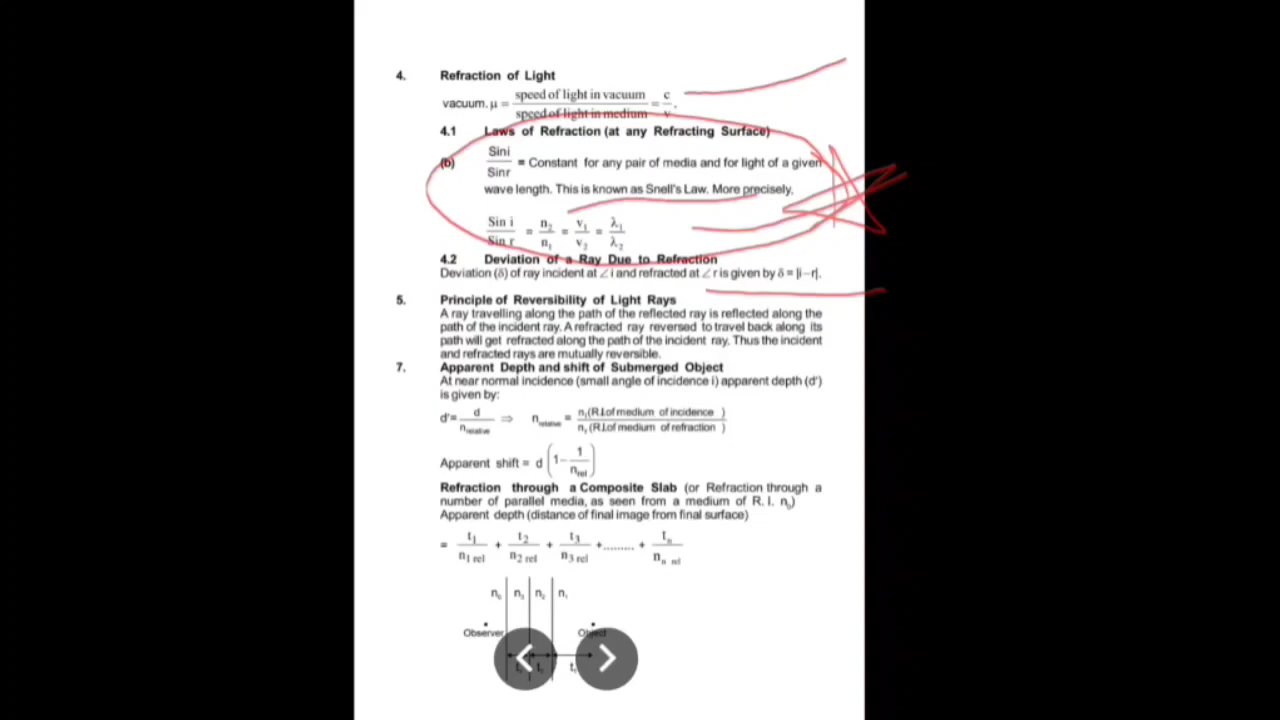 4. Refraction of Light
vacuum. μ = speed of light in vacuum / speed of light in medium = c / v .
4.1 Laws of Refraction (at any Refracting Surface)
(b) Sini / Sinr = Constant for any pair of media and for light of a given
wave length. This is known as Snell's Law. More precisely,
Sin i / Sin r = n₂ / n₁ = v₁ / v₂ = λ₁ / λ₂
4.2 Deviation of a Ray Due to Refraction
Deviation (δ) of ray incident at ∠i and refracted at ∠r is given by δ = |i−r|.
5. Principle of Reversibility of Light Rays
A ray travelling along the path of the reflected ray is reflected along the
path of the incident ray. A refracted ray reversed to travel back along its
path will get refracted along the path of the incident ray. Thus the incident
and refracted rays are mutually reversible.
7. Apparent Depth and shift of Submerged Object
At near normal incidence (small angle of incidence i) apparent depth (d')
is given by:
d'= d / n relative ⇒ n relative = n (R.I.of medium of incidence ) / n (R.I.of medium of refraction )
Apparent shift = d (1− 1 / n rel)
Refraction through a Composite Slab (or Refraction through a
number of parallel media, as seen from a medium of R. I. n₀)
Apparent depth (distance of final image from final surface)
= t₁ / n₁ rel + t₂ / n₂ rel + t₃ / n₃ rel +.........+ tₙ / nₙ rel
n₀ n₃ n₂ n₁
Observer Object